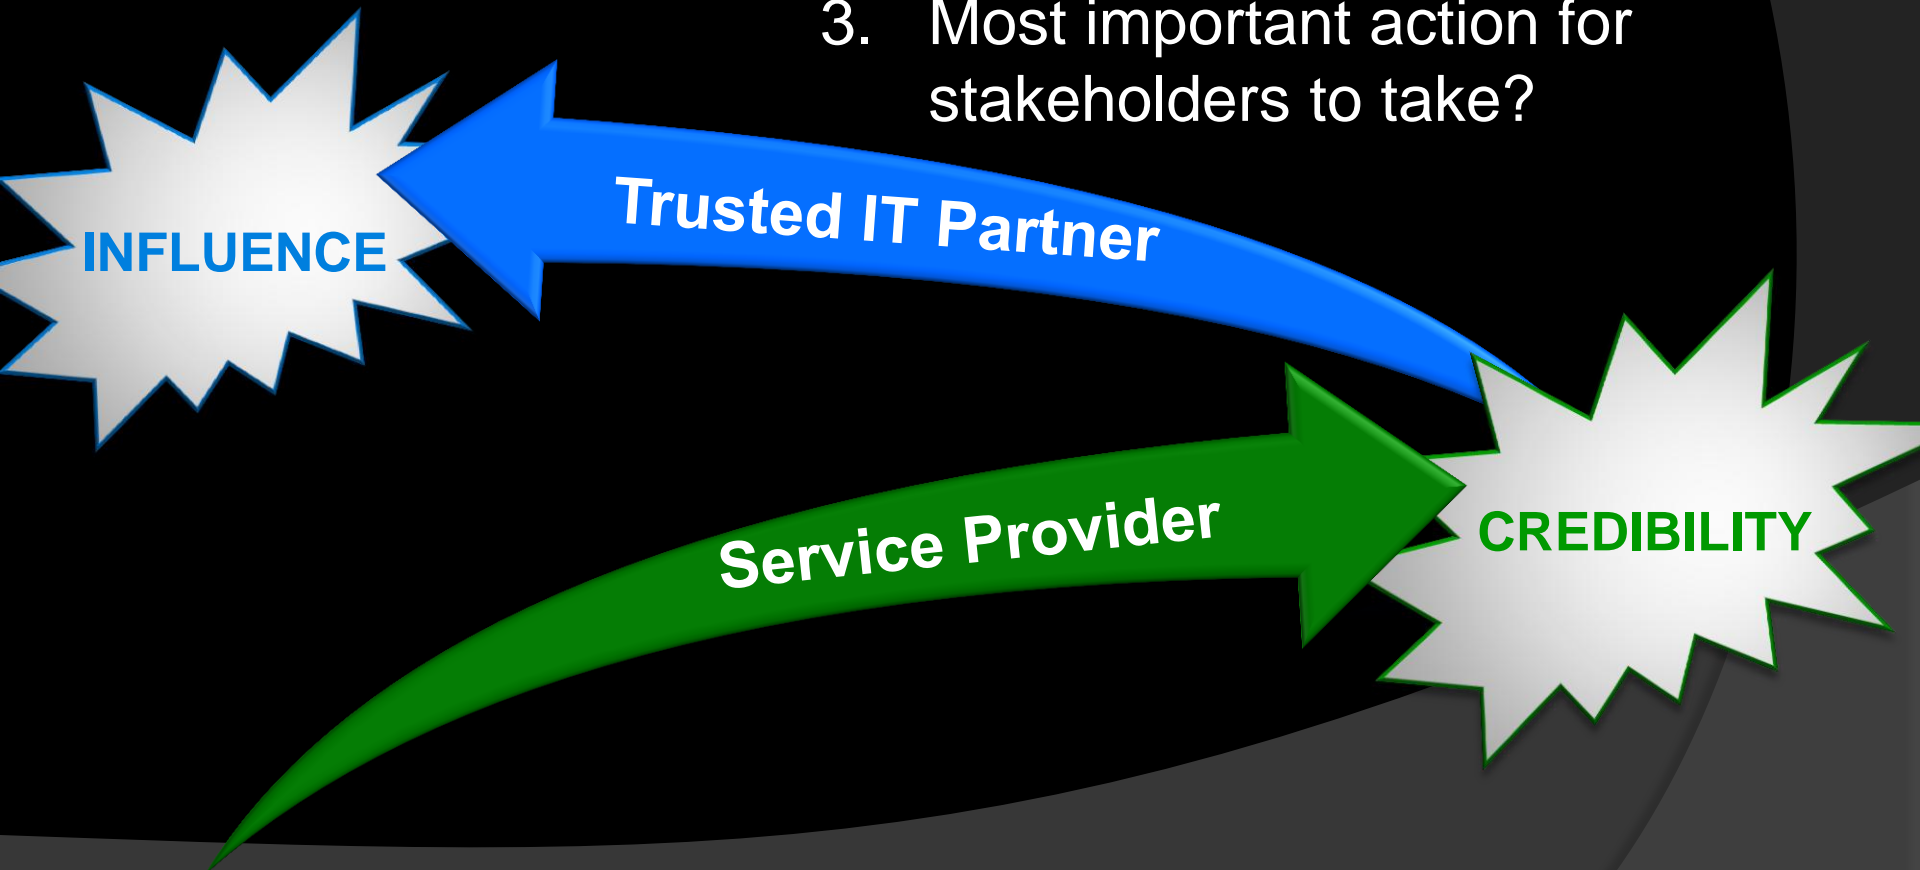 3. Most important action for
stakeholders to take?
Trusted IT Partner
INFLUENCE
Service Provider
CREDIBILITY